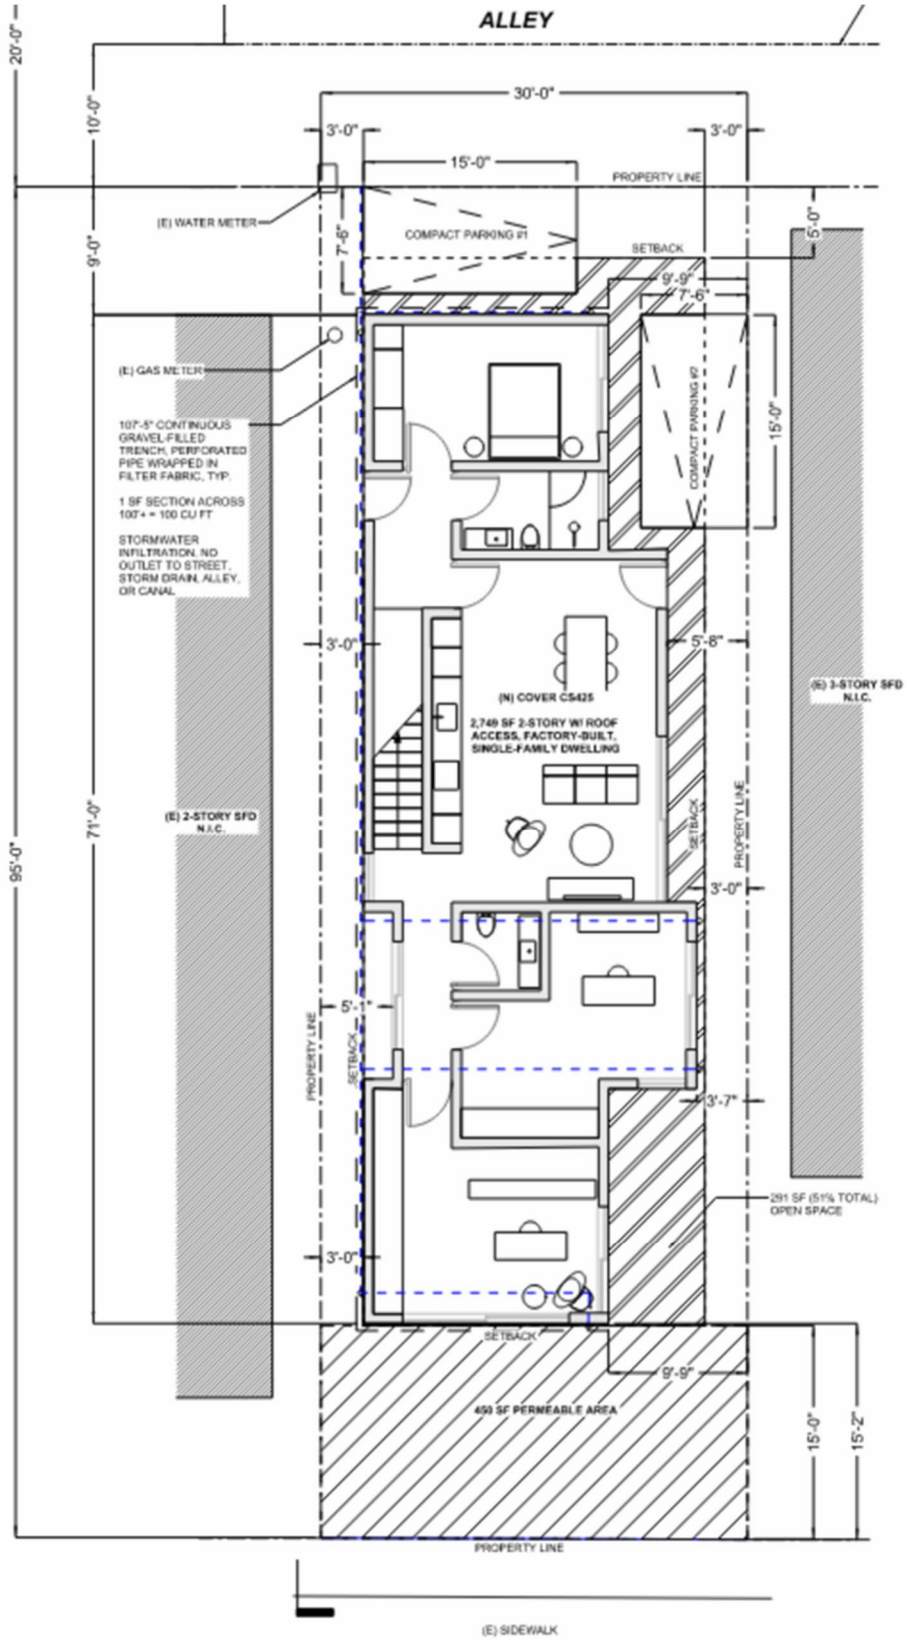 ALLEY
20'-0"
10'-0"
30'-0"
3'-0"
3'-0"
15'-0"
PROPERTY LINE
(E) WATER METER
7'-6"
COMPACT PARKING #1
5'-0"
9'-0"
SETBACK
9'-9"
7'-6"
(E) GAS METER
COMPACT PARKING #2
15'-0"
107'-5" CONTINUOUS
GRAVEL-FILLED
TRENCH, PERFORATED
PIPE WRAPPED IN
FILTER FABRIC, TYP.
1 SF SECTION ACROSS
100'+ = 100 CU FT
STORMWATER
INFILTRATION, NO
OUTLET TO STREET,
STORM DRAIN, ALLEY,
OR CANAL
3'-0"
5'-8"
(E) 3-STORY SFD
N.I.C.
(N) COVER CS425
2,749 SF 2-STORY W/ ROOF
ACCESS, FACTORY-BUILT,
SINGLE-FAMILY DWELLING
(E) 2-STORY SFD
N.I.C.
71'-0"
95'-0"
SETBACK
PROPERTY LINE
3'-0"
5'-1"
PROPERTY LINE
SETBACK
3'-7"
291 SF (51% TOTAL)
OPEN SPACE
3'-0"
SETBACK
9'-9"
450 SF PERMEABLE AREA
15'-0"
15'-2"
PROPERTY LINE
(E) SIDEWALK